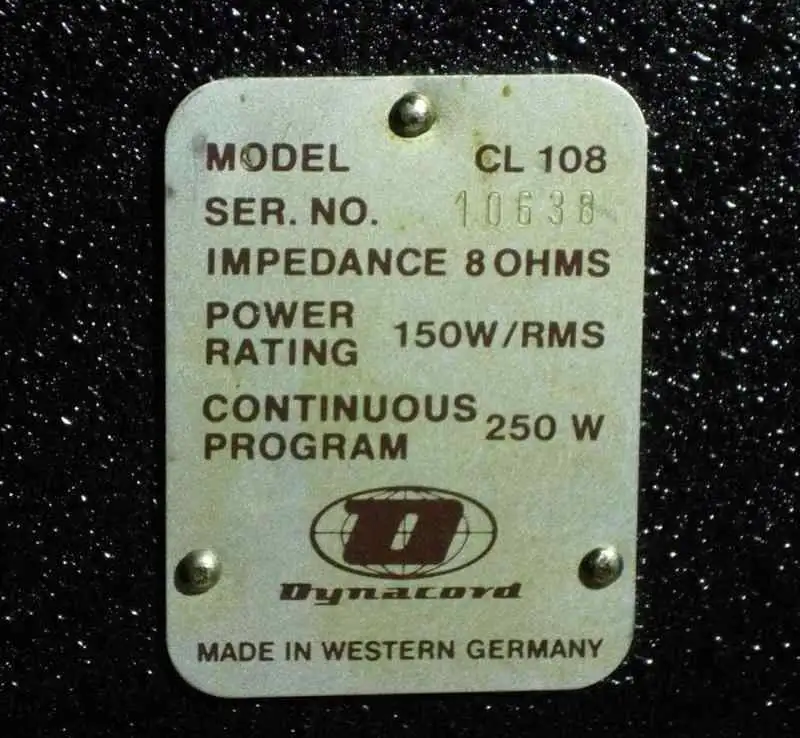 MODEL CL 108
SER. NO. 10638
IMPEDANCE 8 OHMS
POWER
RATING 150W/RMS
CONTINUOUS
PROGRAM 250 W
D
Dynacord
MADE IN WESTERN GERMANY